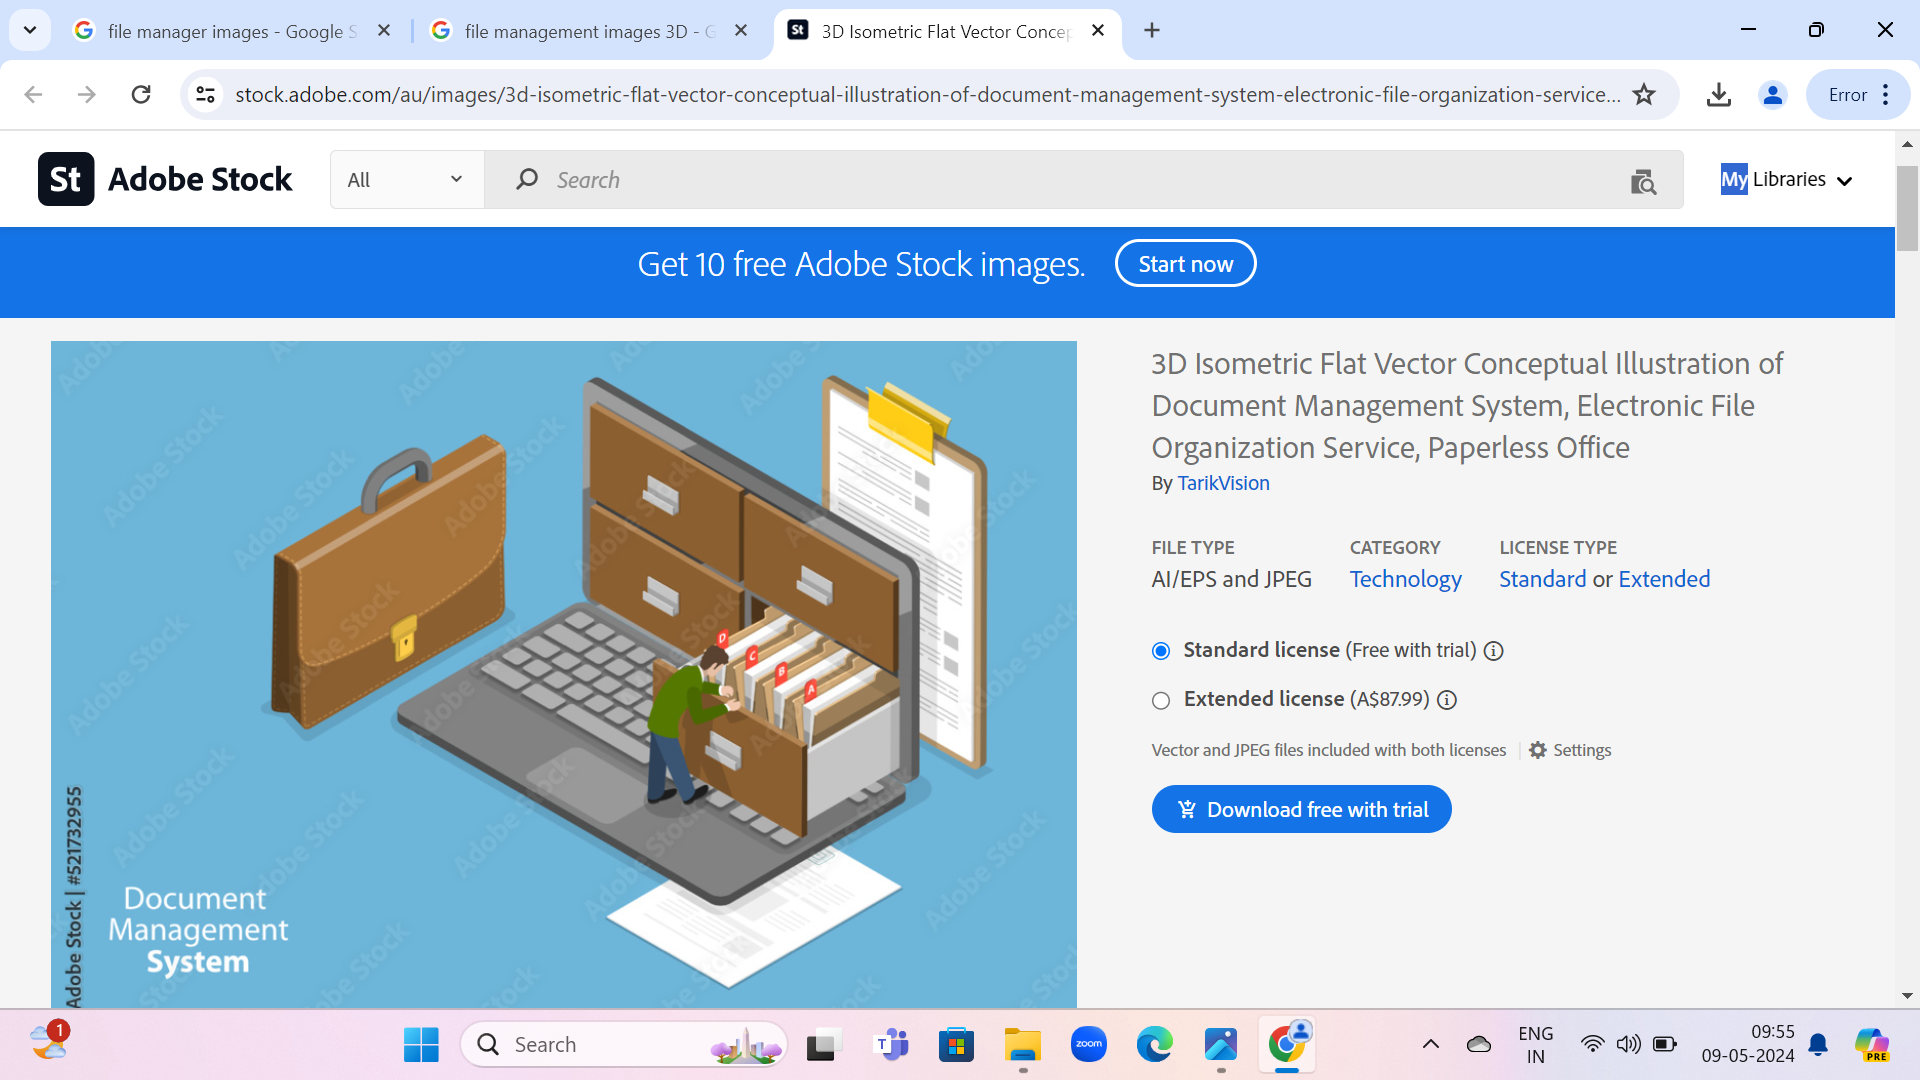 file manager images - Google S
file management images 3D - G
St
3D Isometric Flat Vector Concep
stock.adobe.com/au/images/3d-isometric-flat-vector-conceptual-illustration-of-document-management-system-electronic-file-organization-service...
Error
St
Adobe Stock
All
Search
My Libraries
Get 10 free Adobe Stock images.
Start now
3D Isometric Flat Vector Conceptual Illustration of
Document Management System, Electronic File
Organization Service, Paperless Office
By TarikVision
FILE TYPE
AI/EPS and JPEG
CATEGORY
Technology
LICENSE TYPE
Standard or Extended
Standard license (Free with trial)
Extended license (A$87.99)
Vector and JPEG files included with both licenses
Settings
Download free with trial
D
C
B
A
Adobe Stock | #521732955
Document
Management
System
1
Search
T
zoom
ENG
IN
09:55
09-05-2024
PRE